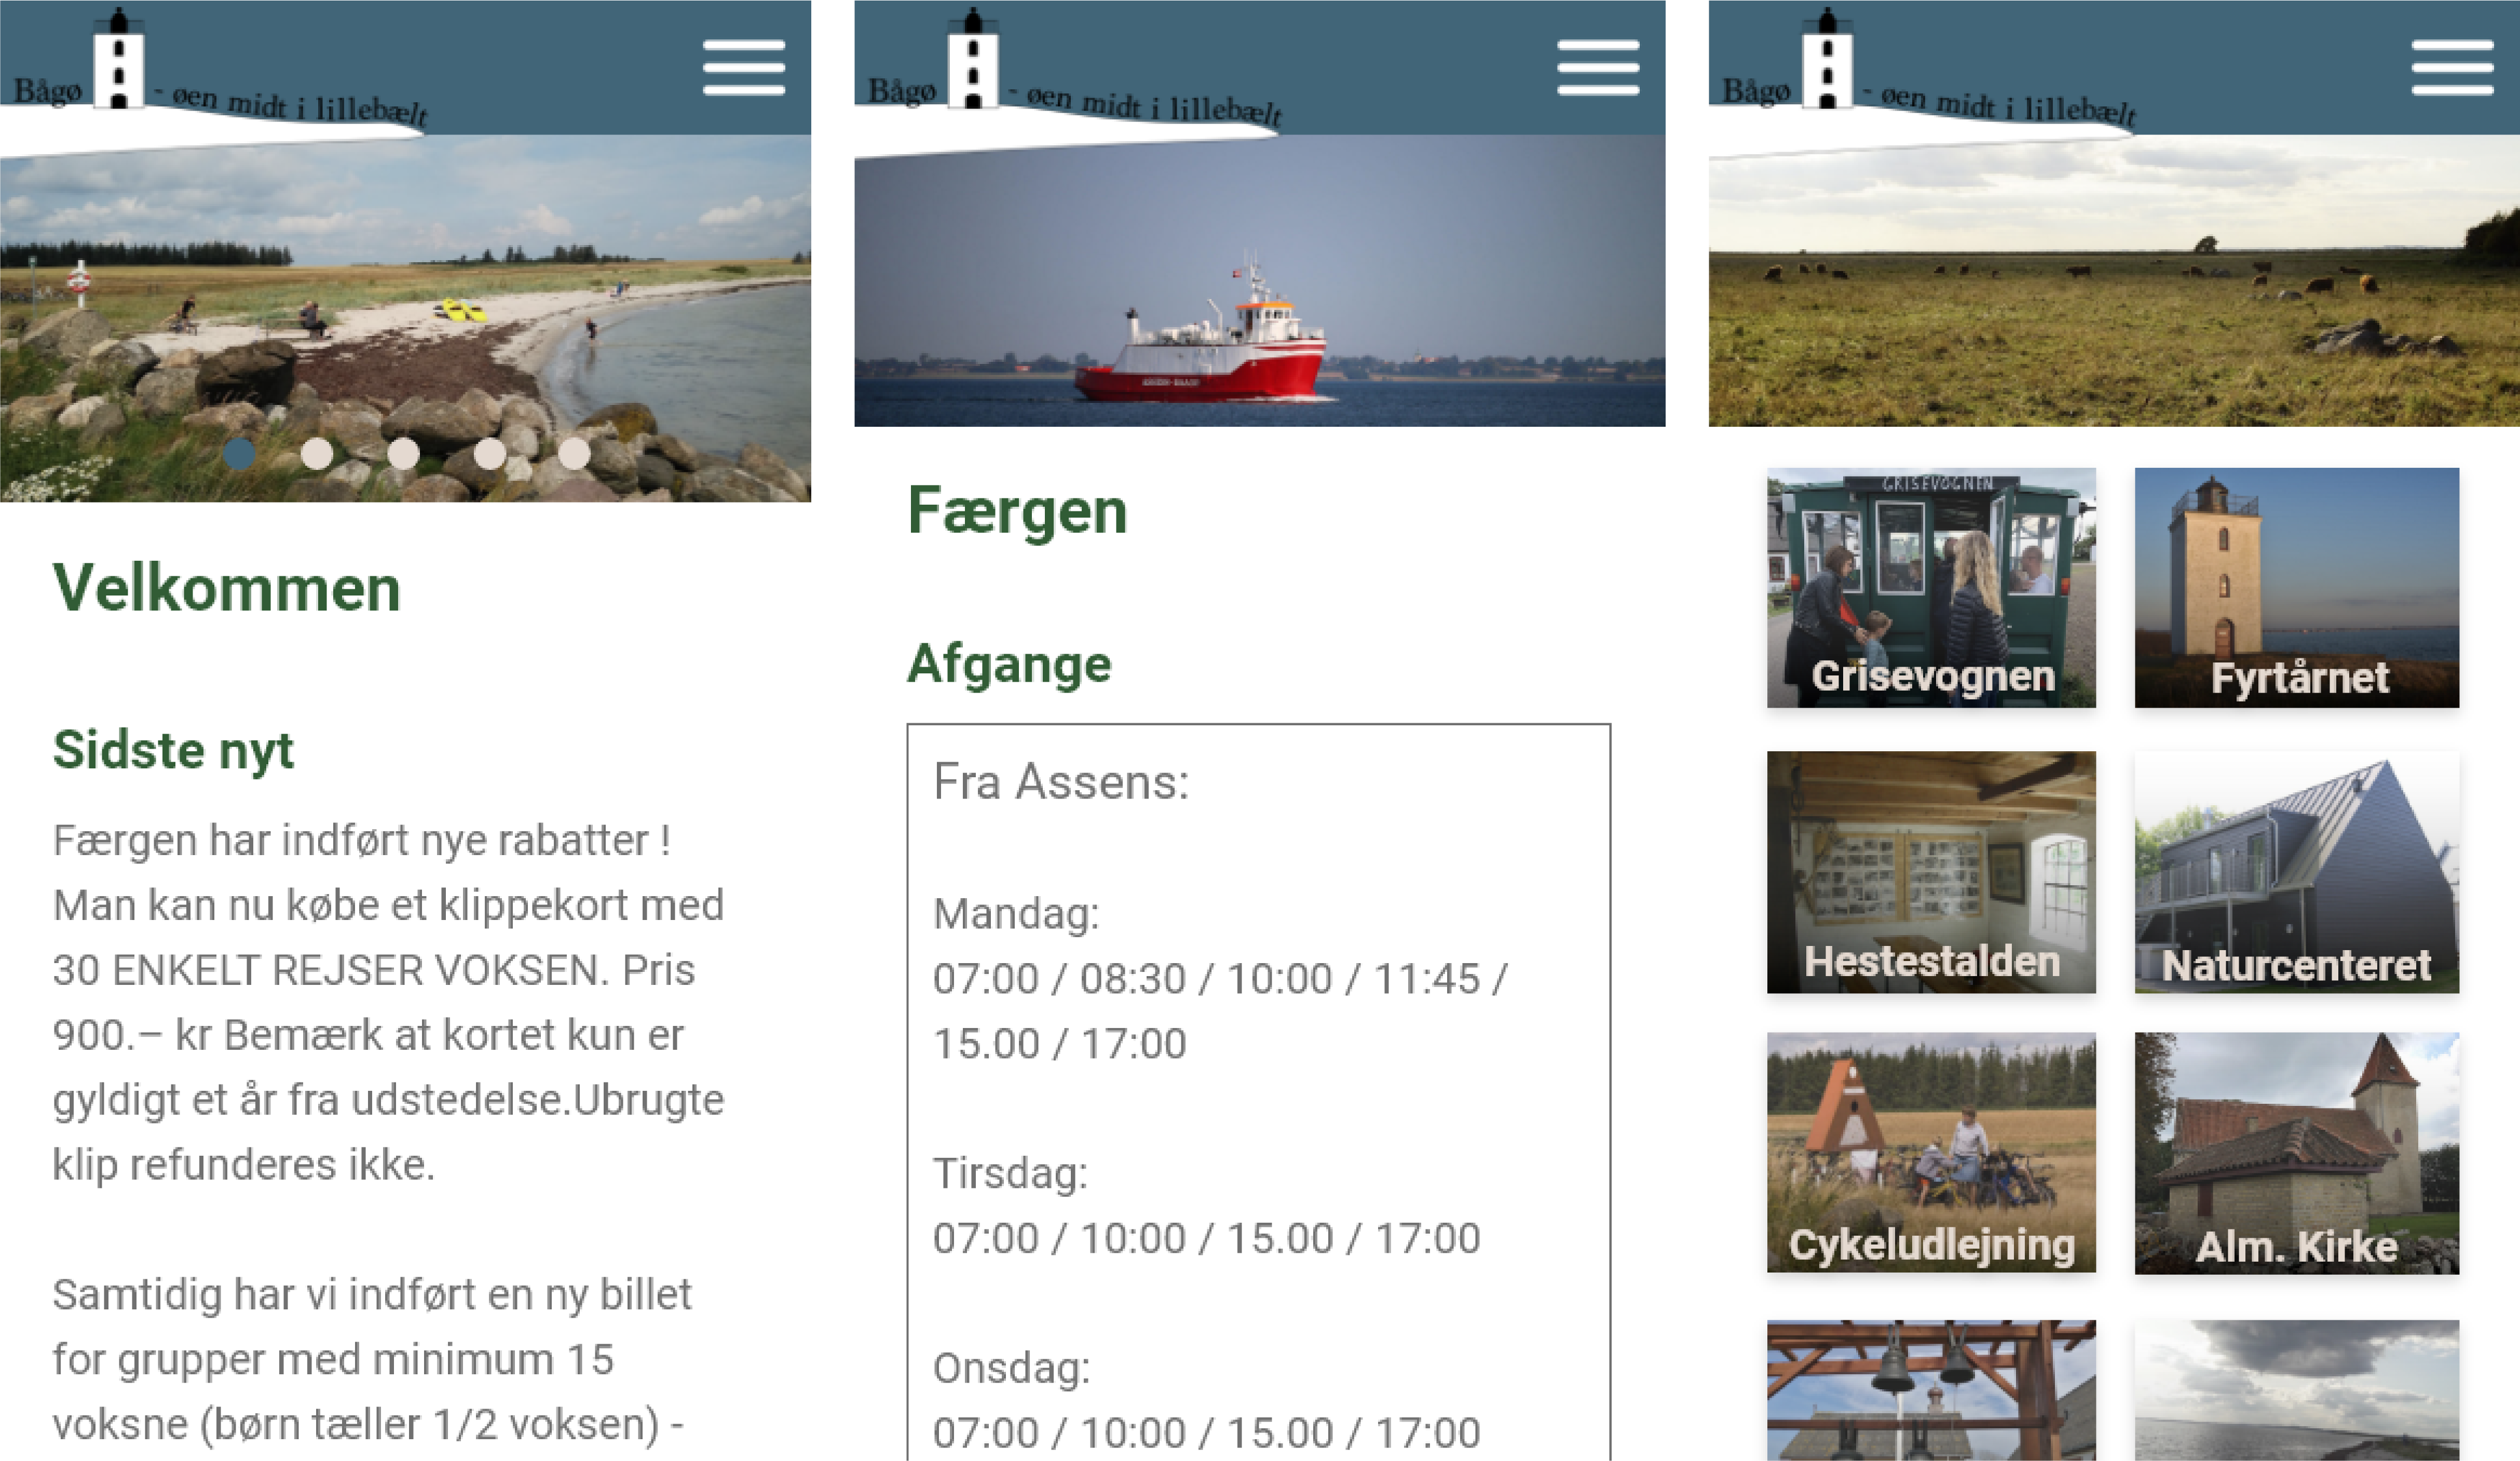 Bågø - øen midt i lillebælt
Velkommen
Sidste nyt
Færgen har indført nye rabatter !
Man kan nu købe et klippekort med
30 ENKELT REJSER VOKSEN. Pris
900.– kr Bemærk at kortet kun er
gyldigt et år fra udstedelse.Ubrugte
klip refunderes ikke.
Samtidig har vi indført en ny billet
for grupper med minimum 15
voksne (børn tæller 1/2 voksen) -
Bågø - øen midt i lillebælt
Færgen
Afgange
Fra Assens:
Mandag:
07:00 / 08:30 / 10:00 / 11:45 /
15.00 / 17:00
Tirsdag:
07:00 / 10:00 / 15.00 / 17:00
Onsdag:
07:00 / 10:00 / 15.00 / 17:00
Bågø - øen midt i lillebælt
GRISEVOGNEN
Grisevognen
Fyrtårnet
Hestestalden
Naturcenteret
Cykeludlejning
Alm. Kirke